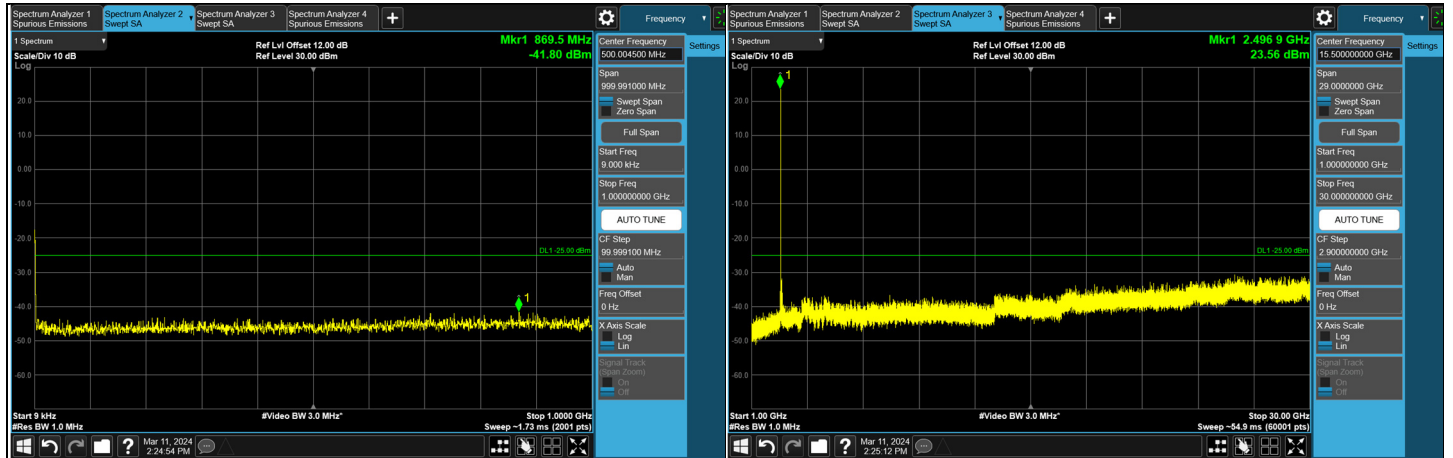 Spectrum Analyzer 1
Spurious Emissions
Spectrum Analyzer 2
Swept SA
Spectrum Analyzer 3
Swept SA
Spectrum Analyzer 4
Spurious Emissions
+
Frequency
1 Spectrum
Scale/Div 10 dB
Log
Ref Lvl Offset 12.00 dB
Ref Level 30.00 dBm
Mkr1 869.5 MHz
-41.80 dBm
1
20.0
10.0
0.00
-10.0
-20.0
-30.0
-40.0
-50.0
-60.0
DL1 -25.00 dBm
Start 9 kHz
#Res BW 1.0 MHz
#Video BW 3.0 MHz*
Stop 1.0000 GHz
Sweep ~1.73 ms (2001 pts)
Center Frequency
500.004500 MHz
Settings
Span
999.991000 MHz
Swept Span
Zero Span
Full Span
Start Freq
9.000 kHz
Stop Freq
1.000000000 GHz
AUTO TUNE
CF Step
99.999100 MHz
Auto
Man
Freq Offset
0 Hz
X Axis Scale
Log
Lin
Signal Track
(Span Zoom)
On
Off
?
Mar 11, 2024
2:24:54 PM
Spectrum Analyzer 1
Spurious Emissions
Spectrum Analyzer 2
Swept SA
Spectrum Analyzer 3
Swept SA
Spectrum Analyzer 4
Spurious Emissions
+
Frequency
1 Spectrum
Scale/Div 10 dB
Log
Ref Lvl Offset 12.00 dB
Ref Level 30.00 dBm
Mkr1 2.496 9 GHz
23.56 dBm
1
20.0
10.0
0.00
-10.0
-20.0
-30.0
-40.0
-50.0
-60.0
DL1 -25.00 dBm
Start 1.00 GHz
#Res BW 1.0 MHz
#Video BW 3.0 MHz*
Stop 30.00 GHz
Sweep ~54.9 ms (60001 pts)
Center Frequency
15.500000000 GHz
Settings
Span
29.0000000 GHz
Swept Span
Zero Span
Full Span
Start Freq
1.000000000 GHz
Stop Freq
30.000000000 GHz
AUTO TUNE
CF Step
2.900000000 GHz
Auto
Man
Freq Offset
0 Hz
X Axis Scale
Log
Lin
Signal Track
(Span Zoom)
On
Off
?
Mar 11, 2024
2:25:12 PM